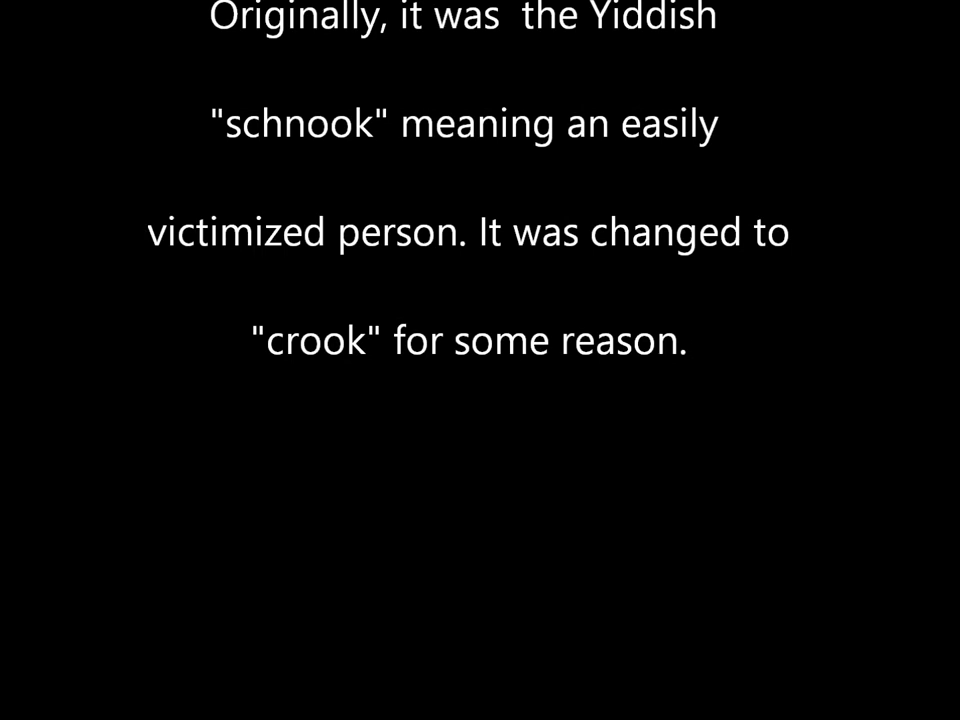 Originally, it was  the Yiddish
"schnook" meaning an easily
victimized person. It was changed to
"crook" for some reason.